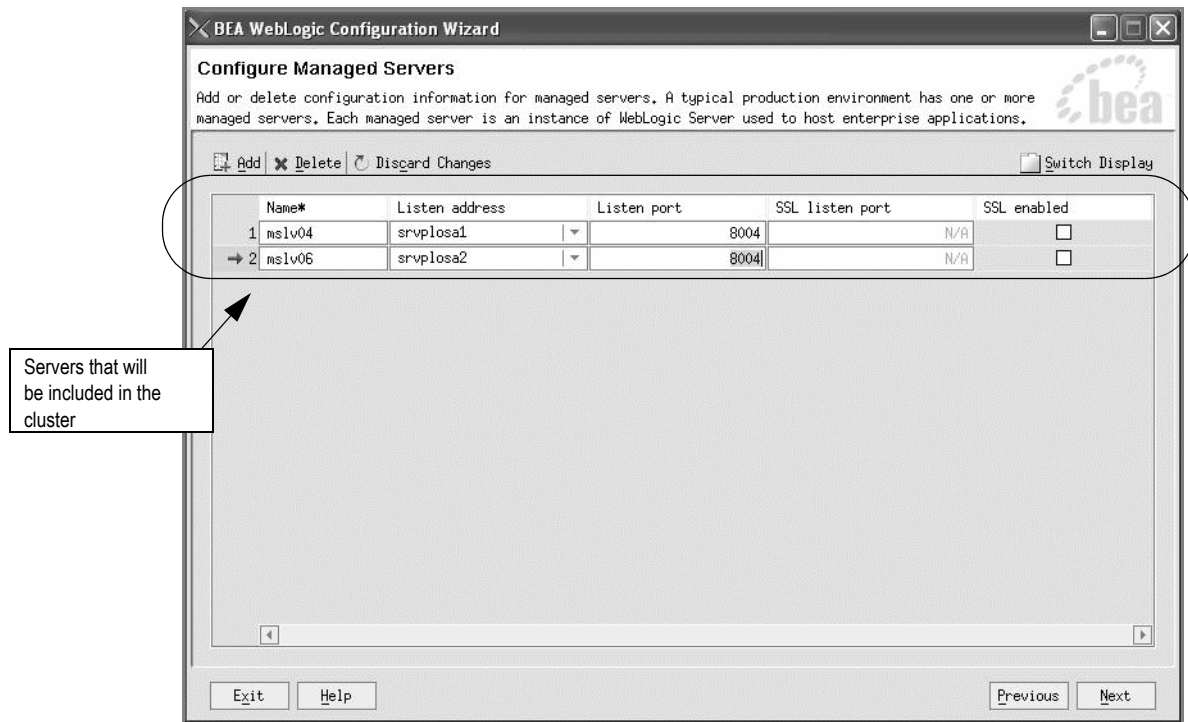 BEA WebLogic Configuration Wizard
Configure Managed Servers
Add or delete configuration information for managed servers. A typical production environment has one or more
managed servers. Each managed server is an instance of WebLogic Server used to host enterprise applications.
bea
Add Delete Discard Changes Switch Display
Name* Listen address Listen port SSL listen port SSL enabled
1 mslv04 srvplosa1 8004 N/A
2 mslv06 srvplosa2 8004 N/A
Servers that will
be included in the
cluster
Exit Help Previous Next